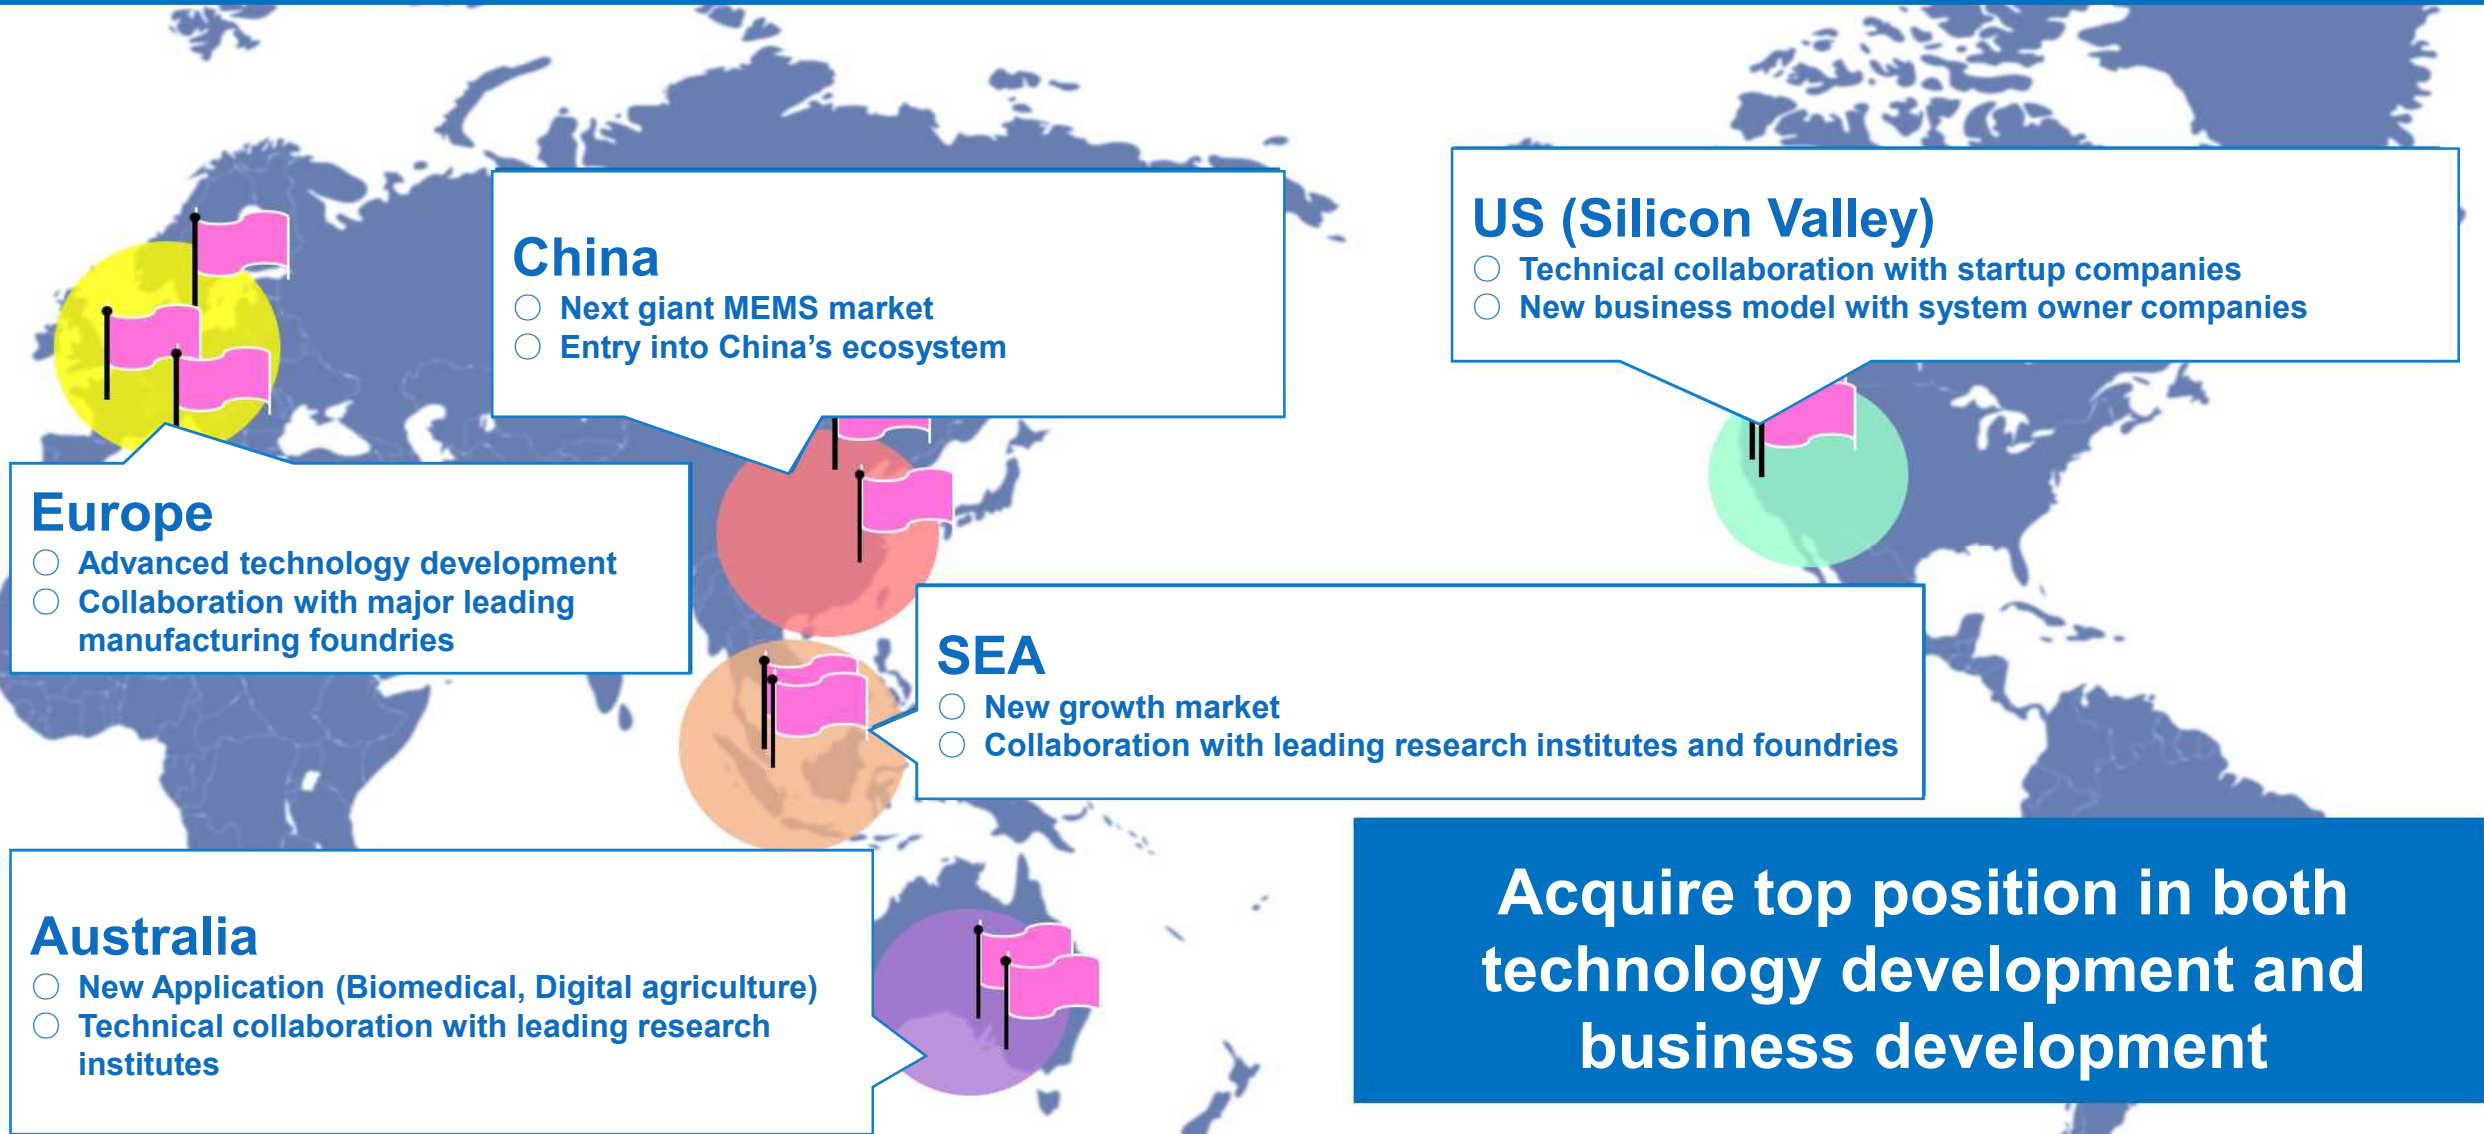 China
○ Next giant MEMS market
○ Entry into China’s ecosystem
US (Silicon Valley)
○ Technical collaboration with startup companies
○ New business model with system owner companies
Europe
○ Advanced technology development
○ Collaboration with major leading
manufacturing foundries
SEA
○ New growth market
○ Collaboration with leading research institutes and foundries
Australia
○ New Application (Biomedical, Digital agriculture)
○ Technical collaboration with leading research
institutes
Acquire top position in both
technology development and
business development